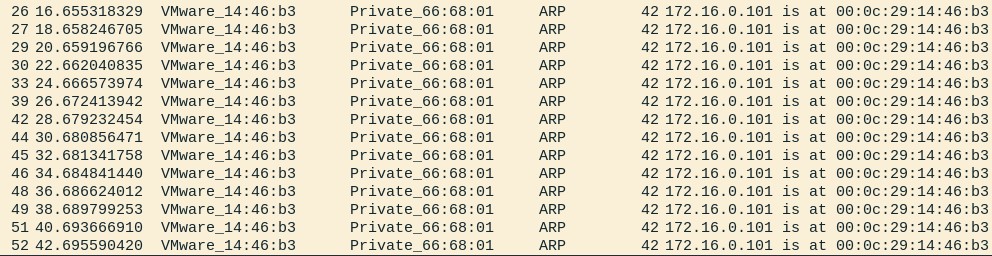 26 16.655318329 VMware_14:46:b3 Private_66:68:01 ARP 42 172.16.0.101 is at 00:0c:29:14:46:b3
27 18.658246705 VMware_14:46:b3 Private_66:68:01 ARP 42 172.16.0.101 is at 00:0c:29:14:46:b3
29 20.659196766 VMware_14:46:b3 Private_66:68:01 ARP 42 172.16.0.101 is at 00:0c:29:14:46:b3
30 22.662040835 VMware_14:46:b3 Private_66:68:01 ARP 42 172.16.0.101 is at 00:0c:29:14:46:b3
33 24.666573974 VMware_14:46:b3 Private_66:68:01 ARP 42 172.16.0.101 is at 00:0c:29:14:46:b3
39 26.672413942 VMware_14:46:b3 Private_66:68:01 ARP 42 172.16.0.101 is at 00:0c:29:14:46:b3
42 28.679232454 VMware_14:46:b3 Private_66:68:01 ARP 42 172.16.0.101 is at 00:0c:29:14:46:b3
44 30.680856471 VMware_14:46:b3 Private_66:68:01 ARP 42 172.16.0.101 is at 00:0c:29:14:46:b3
45 32.681341758 VMware_14:46:b3 Private_66:68:01 ARP 42 172.16.0.101 is at 00:0c:29:14:46:b3
46 34.684841440 VMware_14:46:b3 Private_66:68:01 ARP 42 172.16.0.101 is at 00:0c:29:14:46:b3
48 36.686624012 VMware_14:46:b3 Private_66:68:01 ARP 42 172.16.0.101 is at 00:0c:29:14:46:b3
49 38.689799253 VMware_14:46:b3 Private_66:68:01 ARP 42 172.16.0.101 is at 00:0c:29:14:46:b3
51 40.693666910 VMware_14:46:b3 Private_66:68:01 ARP 42 172.16.0.101 is at 00:0c:29:14:46:b3
52 42.695590420 VMware_14:46:b3 Private_66:68:01 ARP 42 172.16.0.101 is at 00:0c:29:14:46:b3